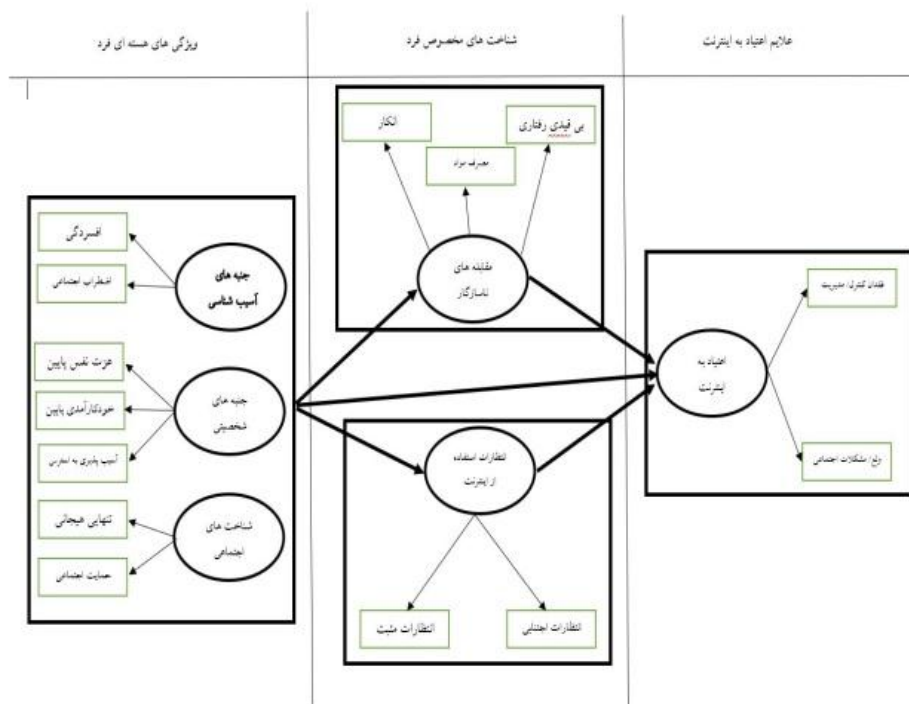 ویژگی های هسته ای فرد
شناخت های مخصوص فرد
علایم اعتیاد به اینترنت
انکار
بی قیدی رفتاری
مصرف مواد
مقابله های
ناسازگار
افسردگی
اضطراب اجتماعی
جنبه های
آسیب شناسی
عزت نفس پایین
خودکارآمدی پایین
آسیب پذیری به استرس
جنبه های
شخصیتی
تنهایی هیجانی
حمایت اجتماعی
شناخت های
اجتماعی
انتظارات استفاده
از اینترنت
انتظارات مثبت
انتظارات اجتنابی
اعتیاد به
اینترنت
فقدان کنترل/ مدیریت
ولع/ مشکلات اجتماعی